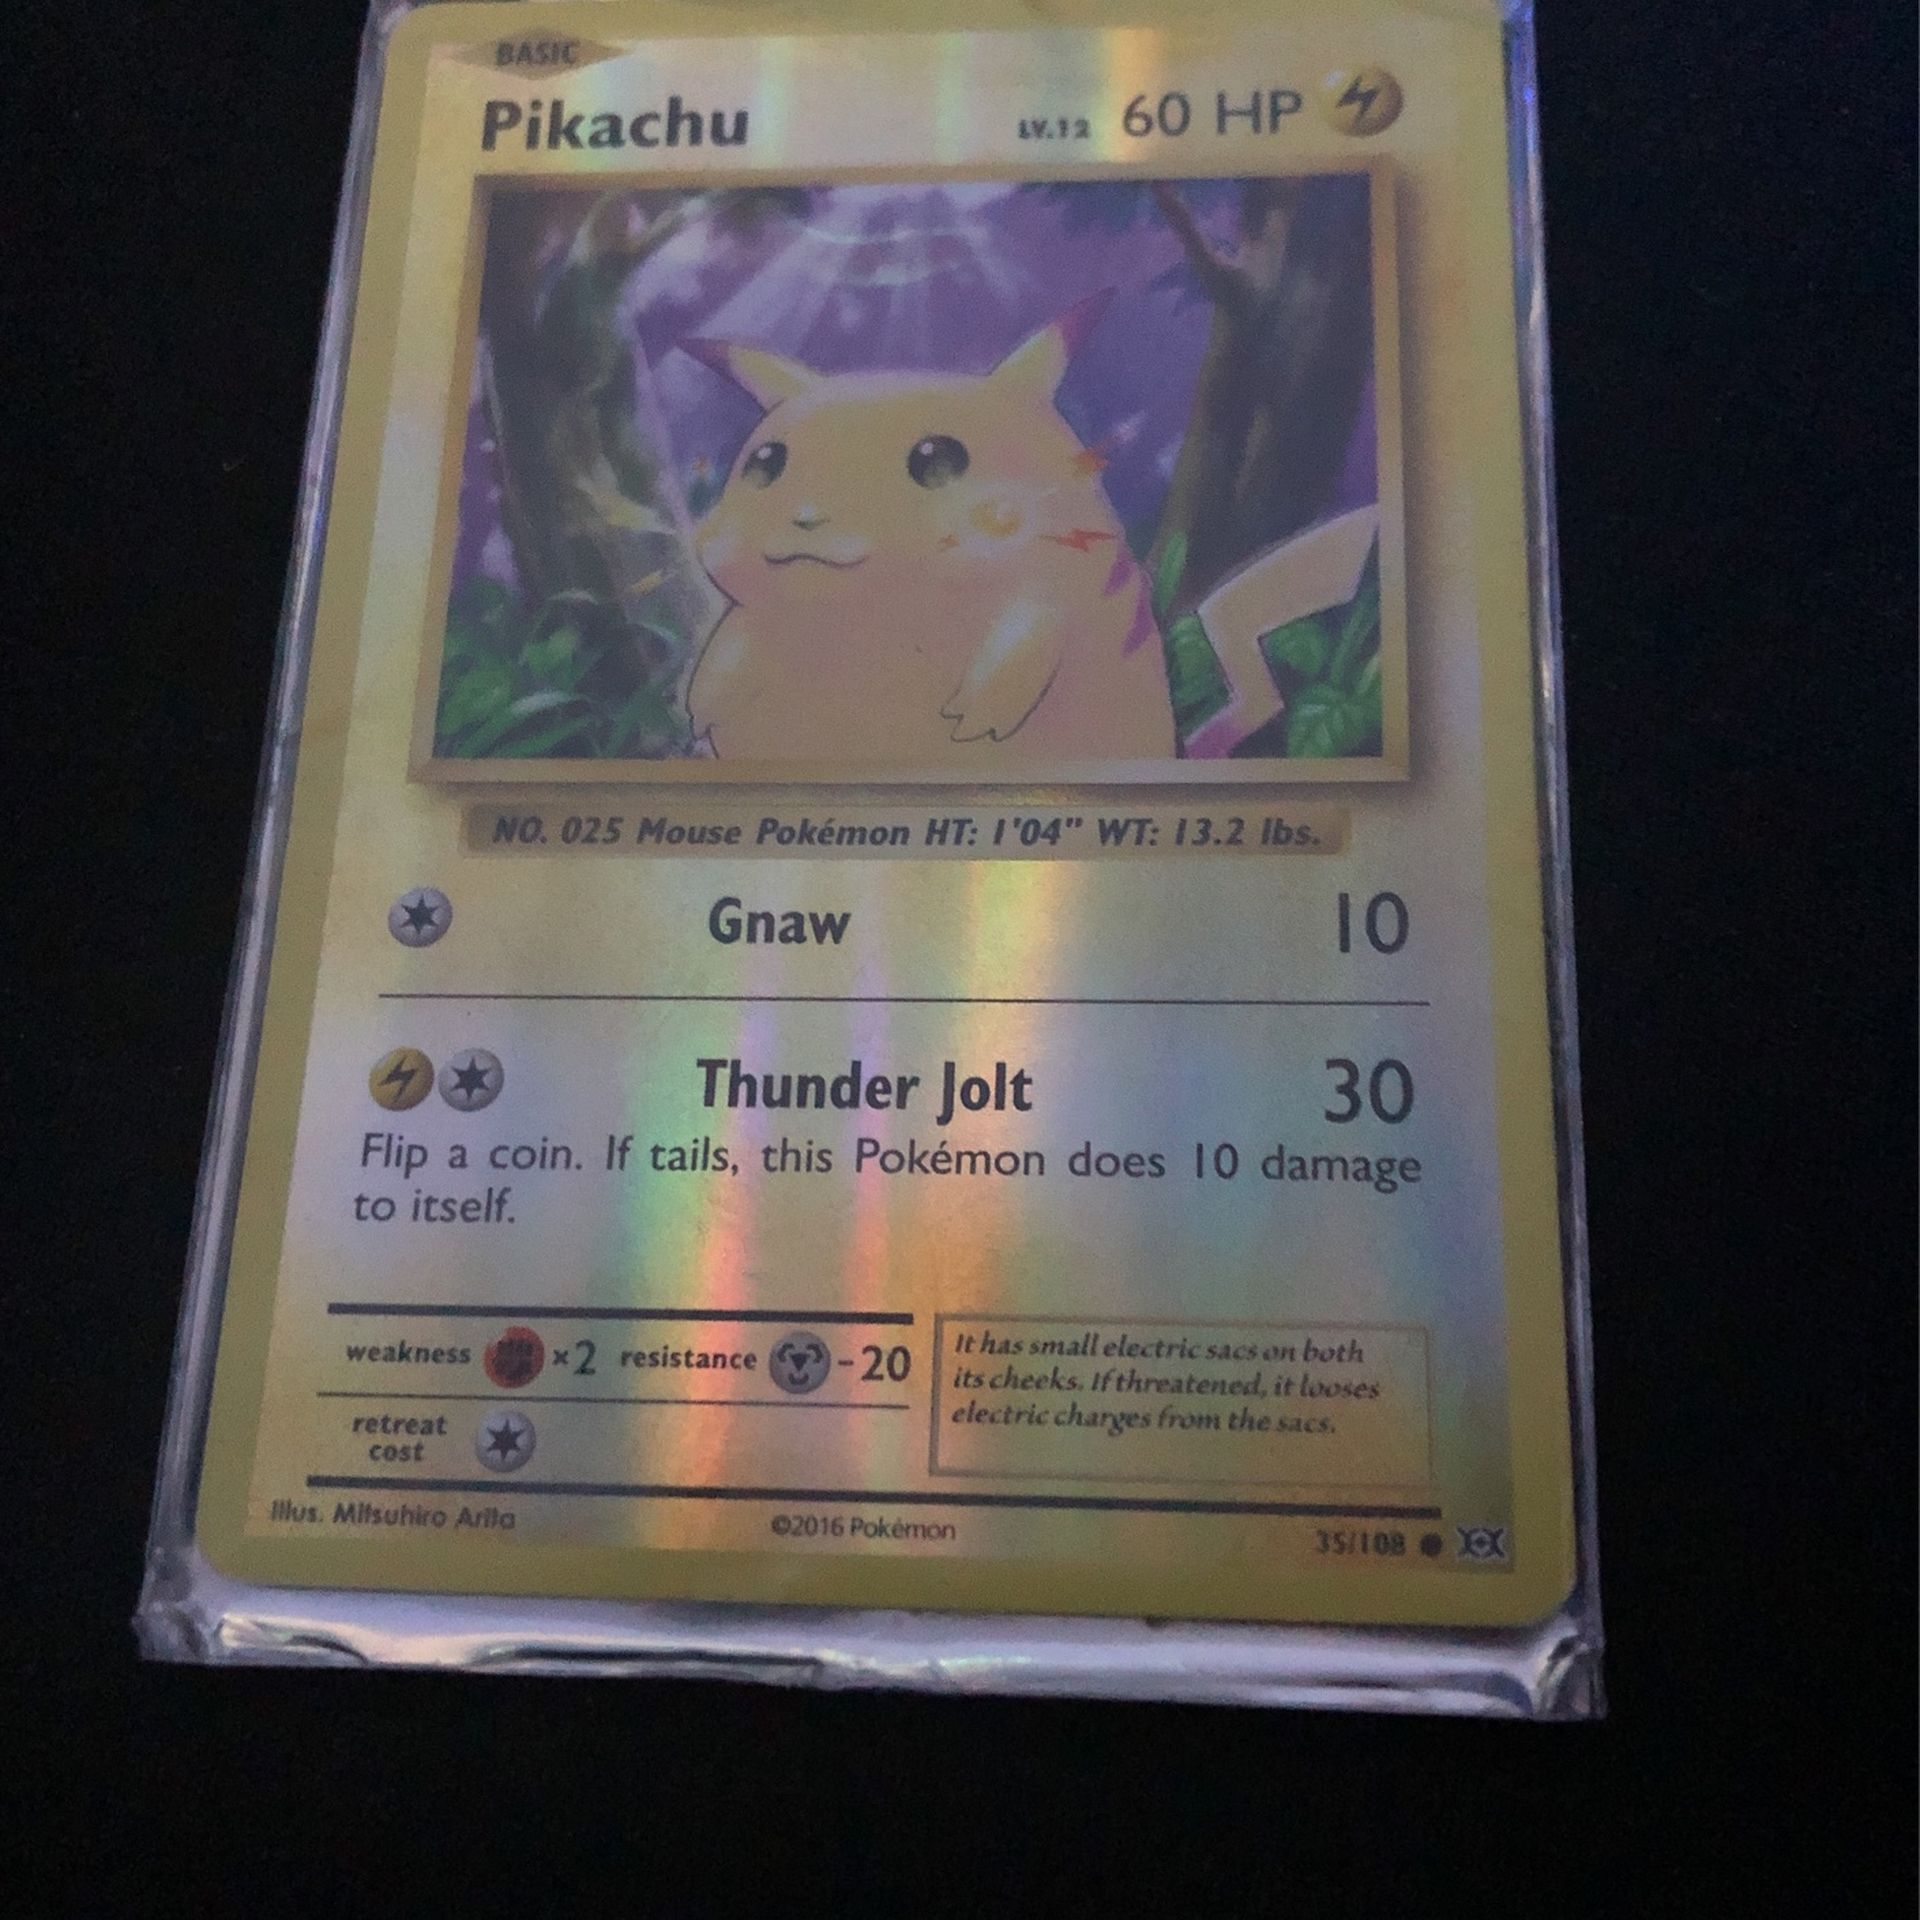 BASIC
Pikachu LV.12 60 HP
NO. 025 Mouse Pokémon HT: 1'04" WT: 13.2 lbs.
Gnaw 10
Thunder Jolt 30
Flip a coin. If tails, this Pokémon does 10 damage
to itself.
weakness ×2 resistance -20
retreat
cost
It has small electric sacs on both
its cheeks. If threatened, it looses
electric charges from the sacs.
Illus. Mitsuhiro Arita ©2016 Pokémon 35/108